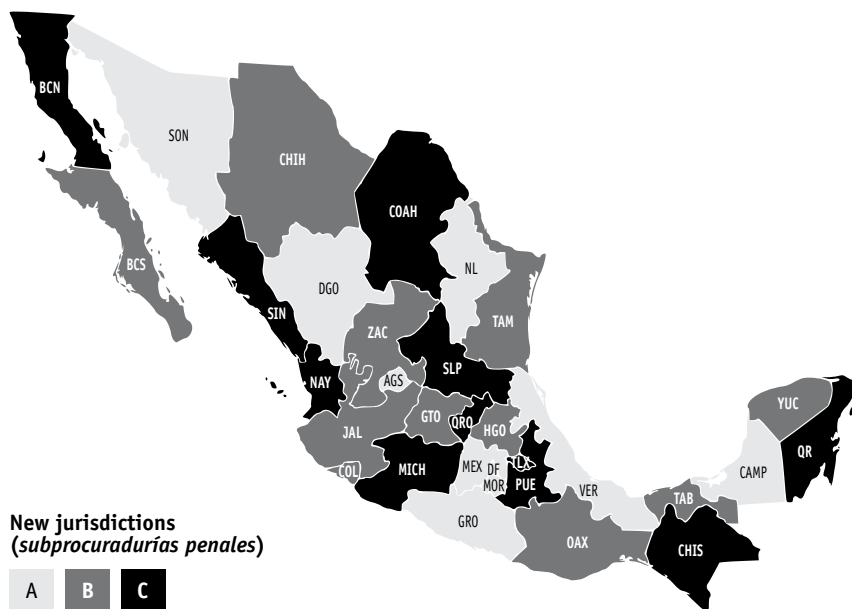 BCN
SON
CHIH
COAH
BCS
NL
DGO
SIN
TAM
ZAC
SLP
NAY
AGS
YUC
GTO
QRO
HGO
JAL
QR
TLX
COL
MICH
MEX
DF
CAMP
MOR
PUE
VER
TAB
GRO
OAX
CHIS
New jurisdictions
(subprocuradurías penales)
A B C